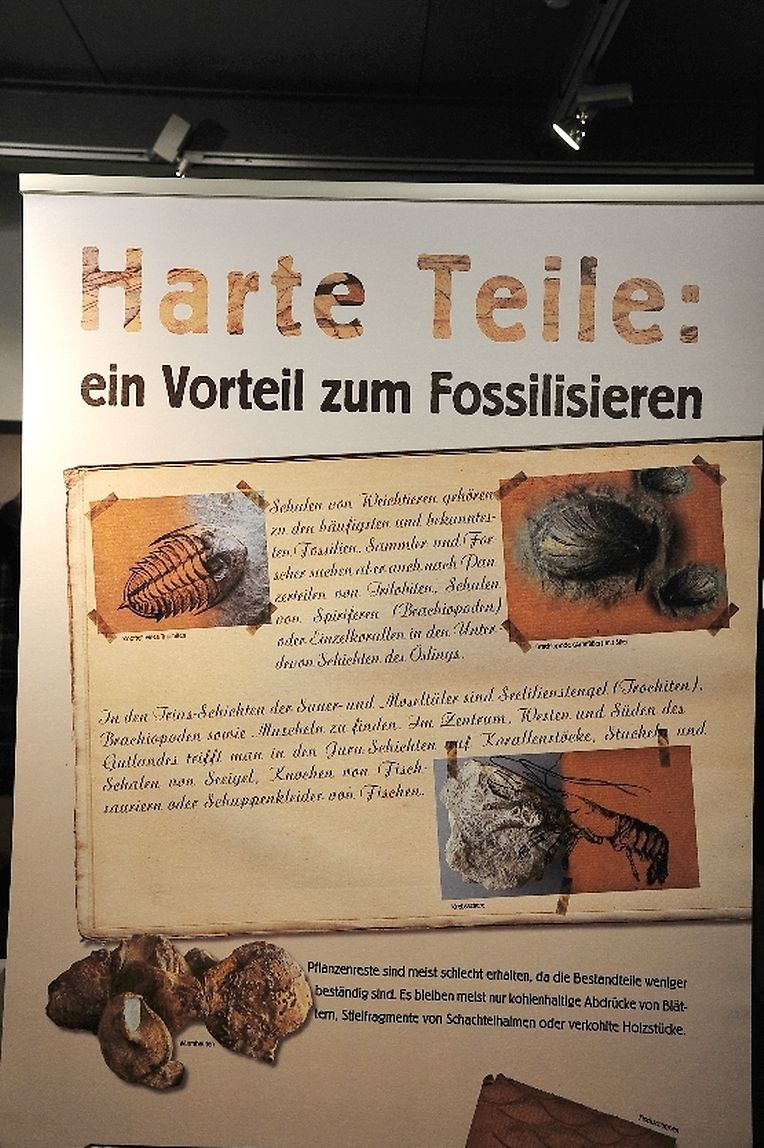 Harte Teile:
ein Vorteil zum Fossilisieren
Schalen von Weichtieren gehören
zu den häufigsten und bekanntes-
ten Fossilien. Sammler und For-
scher suchen aber auch nach Pan
zerteilen von Trilobiten, Schalen
von Spiriferen (Brachiopoden)
oder Einzelkorallen in den Unter-
devon Schichten des Öslings.
In den Trias-Schichten der Sauer- und Moseltäler sind Seelilienstengel (Trochiten),
Brachiopoden sowie Muscheln zu finden. Im Zentrum, Westen und Süden des
Gutlandes trifft man in den Jura-Schichten auf Korallenstöcke, Stacheln und
Schalen von Seeigel, Knochen von Fisch-
sauriern oder Schuppenkleider von Fischen.
Pflanzenreste sind meist schlecht erhalten, da die Bestandteile weniger
beständig sind. Es bleiben meist nur kohlenhaltige Abdrücke von Blät-
tern, Stielfragmente von Schachtelhalmen oder verkohlte Holzstücke.
Fischschuppen